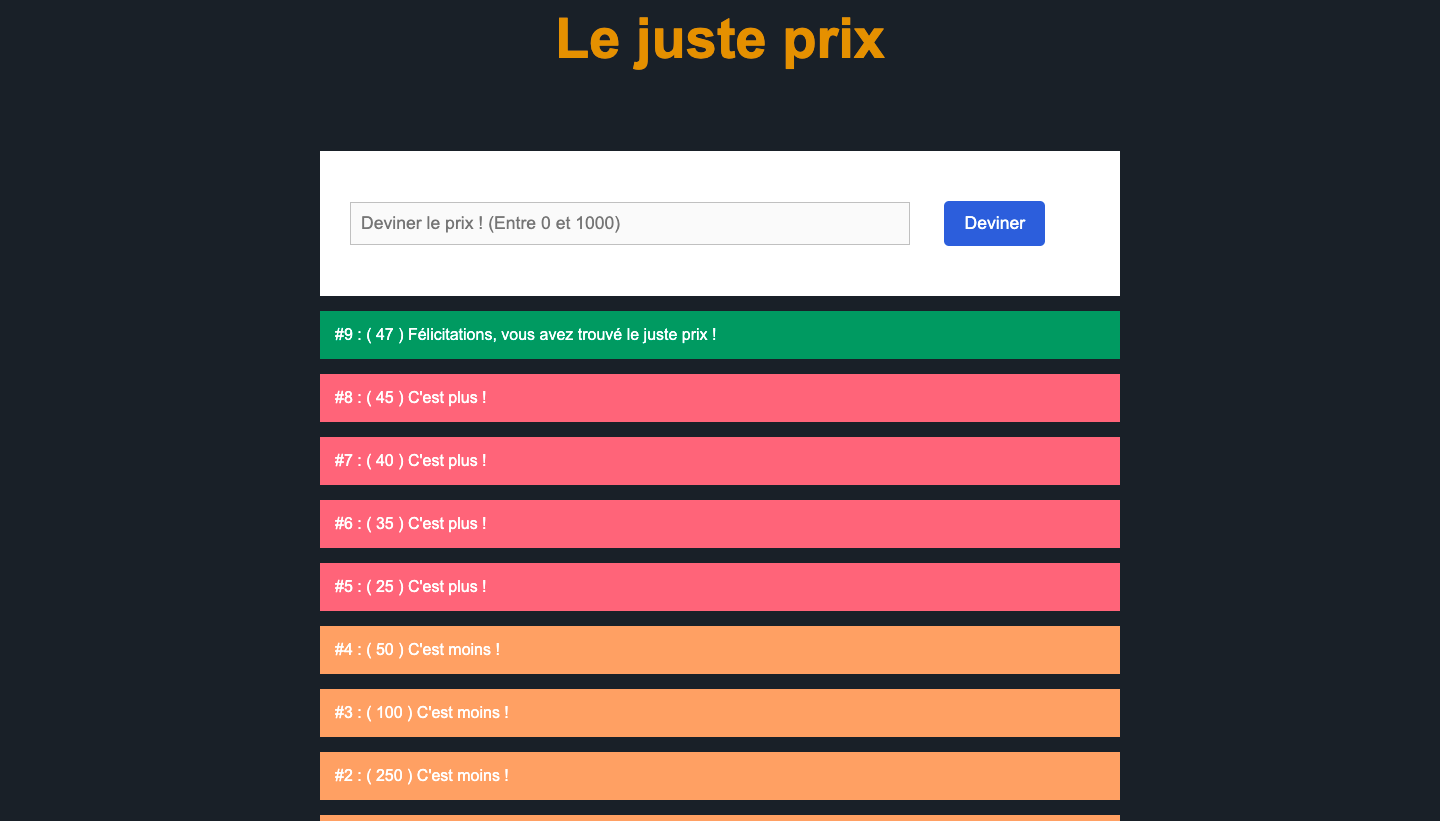 Le juste prix
Deviner le prix ! (Entre 0 et 1000)
Deviner
#9 : ( 47 ) Félicitations, vous avez trouvé le juste prix !
#8 : ( 45 ) C'est plus !
#7 : ( 40 ) C'est plus !
#6 : ( 35 ) C'est plus !
#5 : ( 25 ) C'est plus !
#4 : ( 50 ) C'est moins !
#3 : ( 100 ) C'est moins !
#2 : ( 250 ) C'est moins !